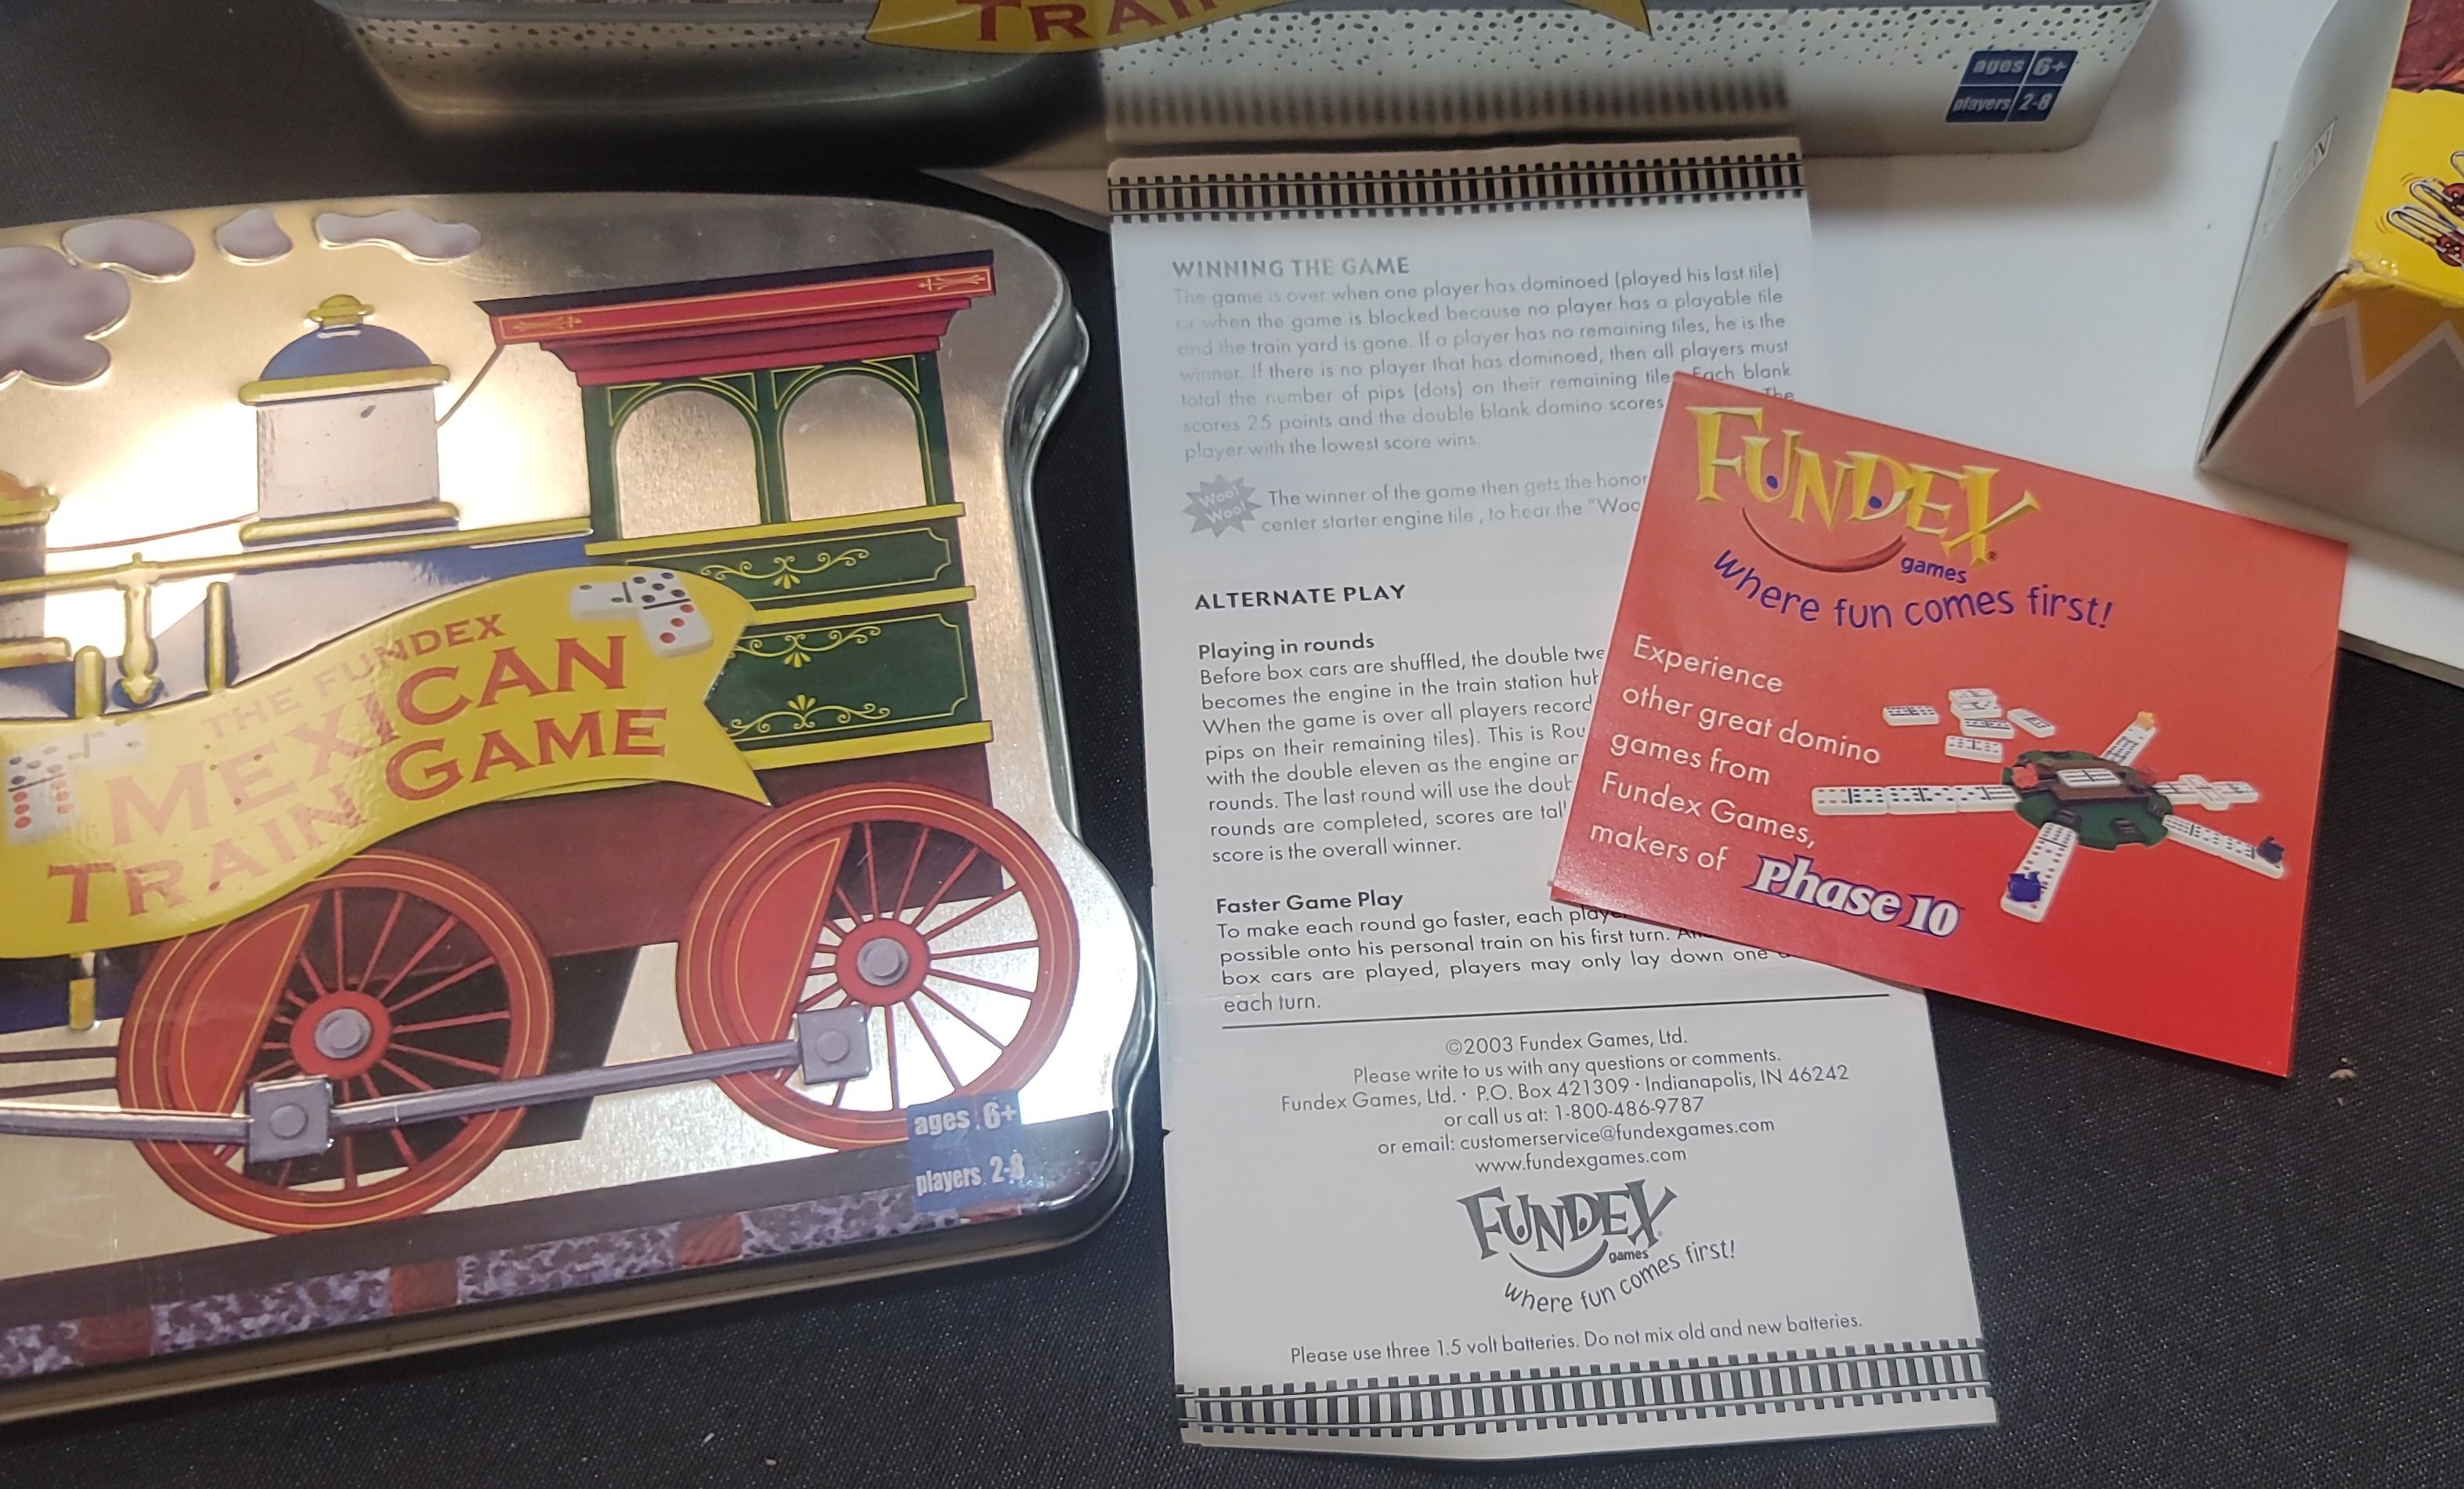 TRAI
ages 6+
players 2-8
THE FUNDEX
MEXICAN
TRAIN GAME
ages 6+
players 2-8
WINNING THE GAME
The game is over when one player has dominoed (played his last tile)
or when the game is blocked because no player has a playable tile
and the train yard is gone. If a player has no remaining tiles, he is the
winner. If there is no player that has dominoed, then all players must
total the number of pips (dots) on their remaining tiles. Each blank
scores 25 points and the double blank domino scores The
player with the lowest score wins.
Woo! Woo!
The winner of the game then gets the honor
center starter engine tile , to hear the "Woo
ALTERNATE PLAY
Playing in rounds
Before box cars are shuffled, the double twe
becomes the engine in the train station hub
When the game is over all players record
pips on their remaining tiles). This is Rou
with the double eleven as the engine an
rounds. The last round will use the doub
rounds are completed, scores are tal
score is the overall winner.
Faster Game Play
To make each round go faster, each playe
possible onto his personal train on his first turn.
box cars are played, players may only lay down one
each turn.
©2003 Fundex Games, Ltd.
Please write to us with any questions or comments.
Fundex Games, Ltd. · P.O. Box 421309 · Indianapolis, IN 46242
or call us at: 1-800-486-9787
or email: customerservice@fundexgames.com
www.fundexgames.com
FUNDEX
games
where fun comes first!
Please use three 1.5 volt batteries. Do not mix old and new batteries.
FUNDEX®
games
where fun comes first!
Experience
other great domino
games from
Fundex Games,
makers of Phase 10